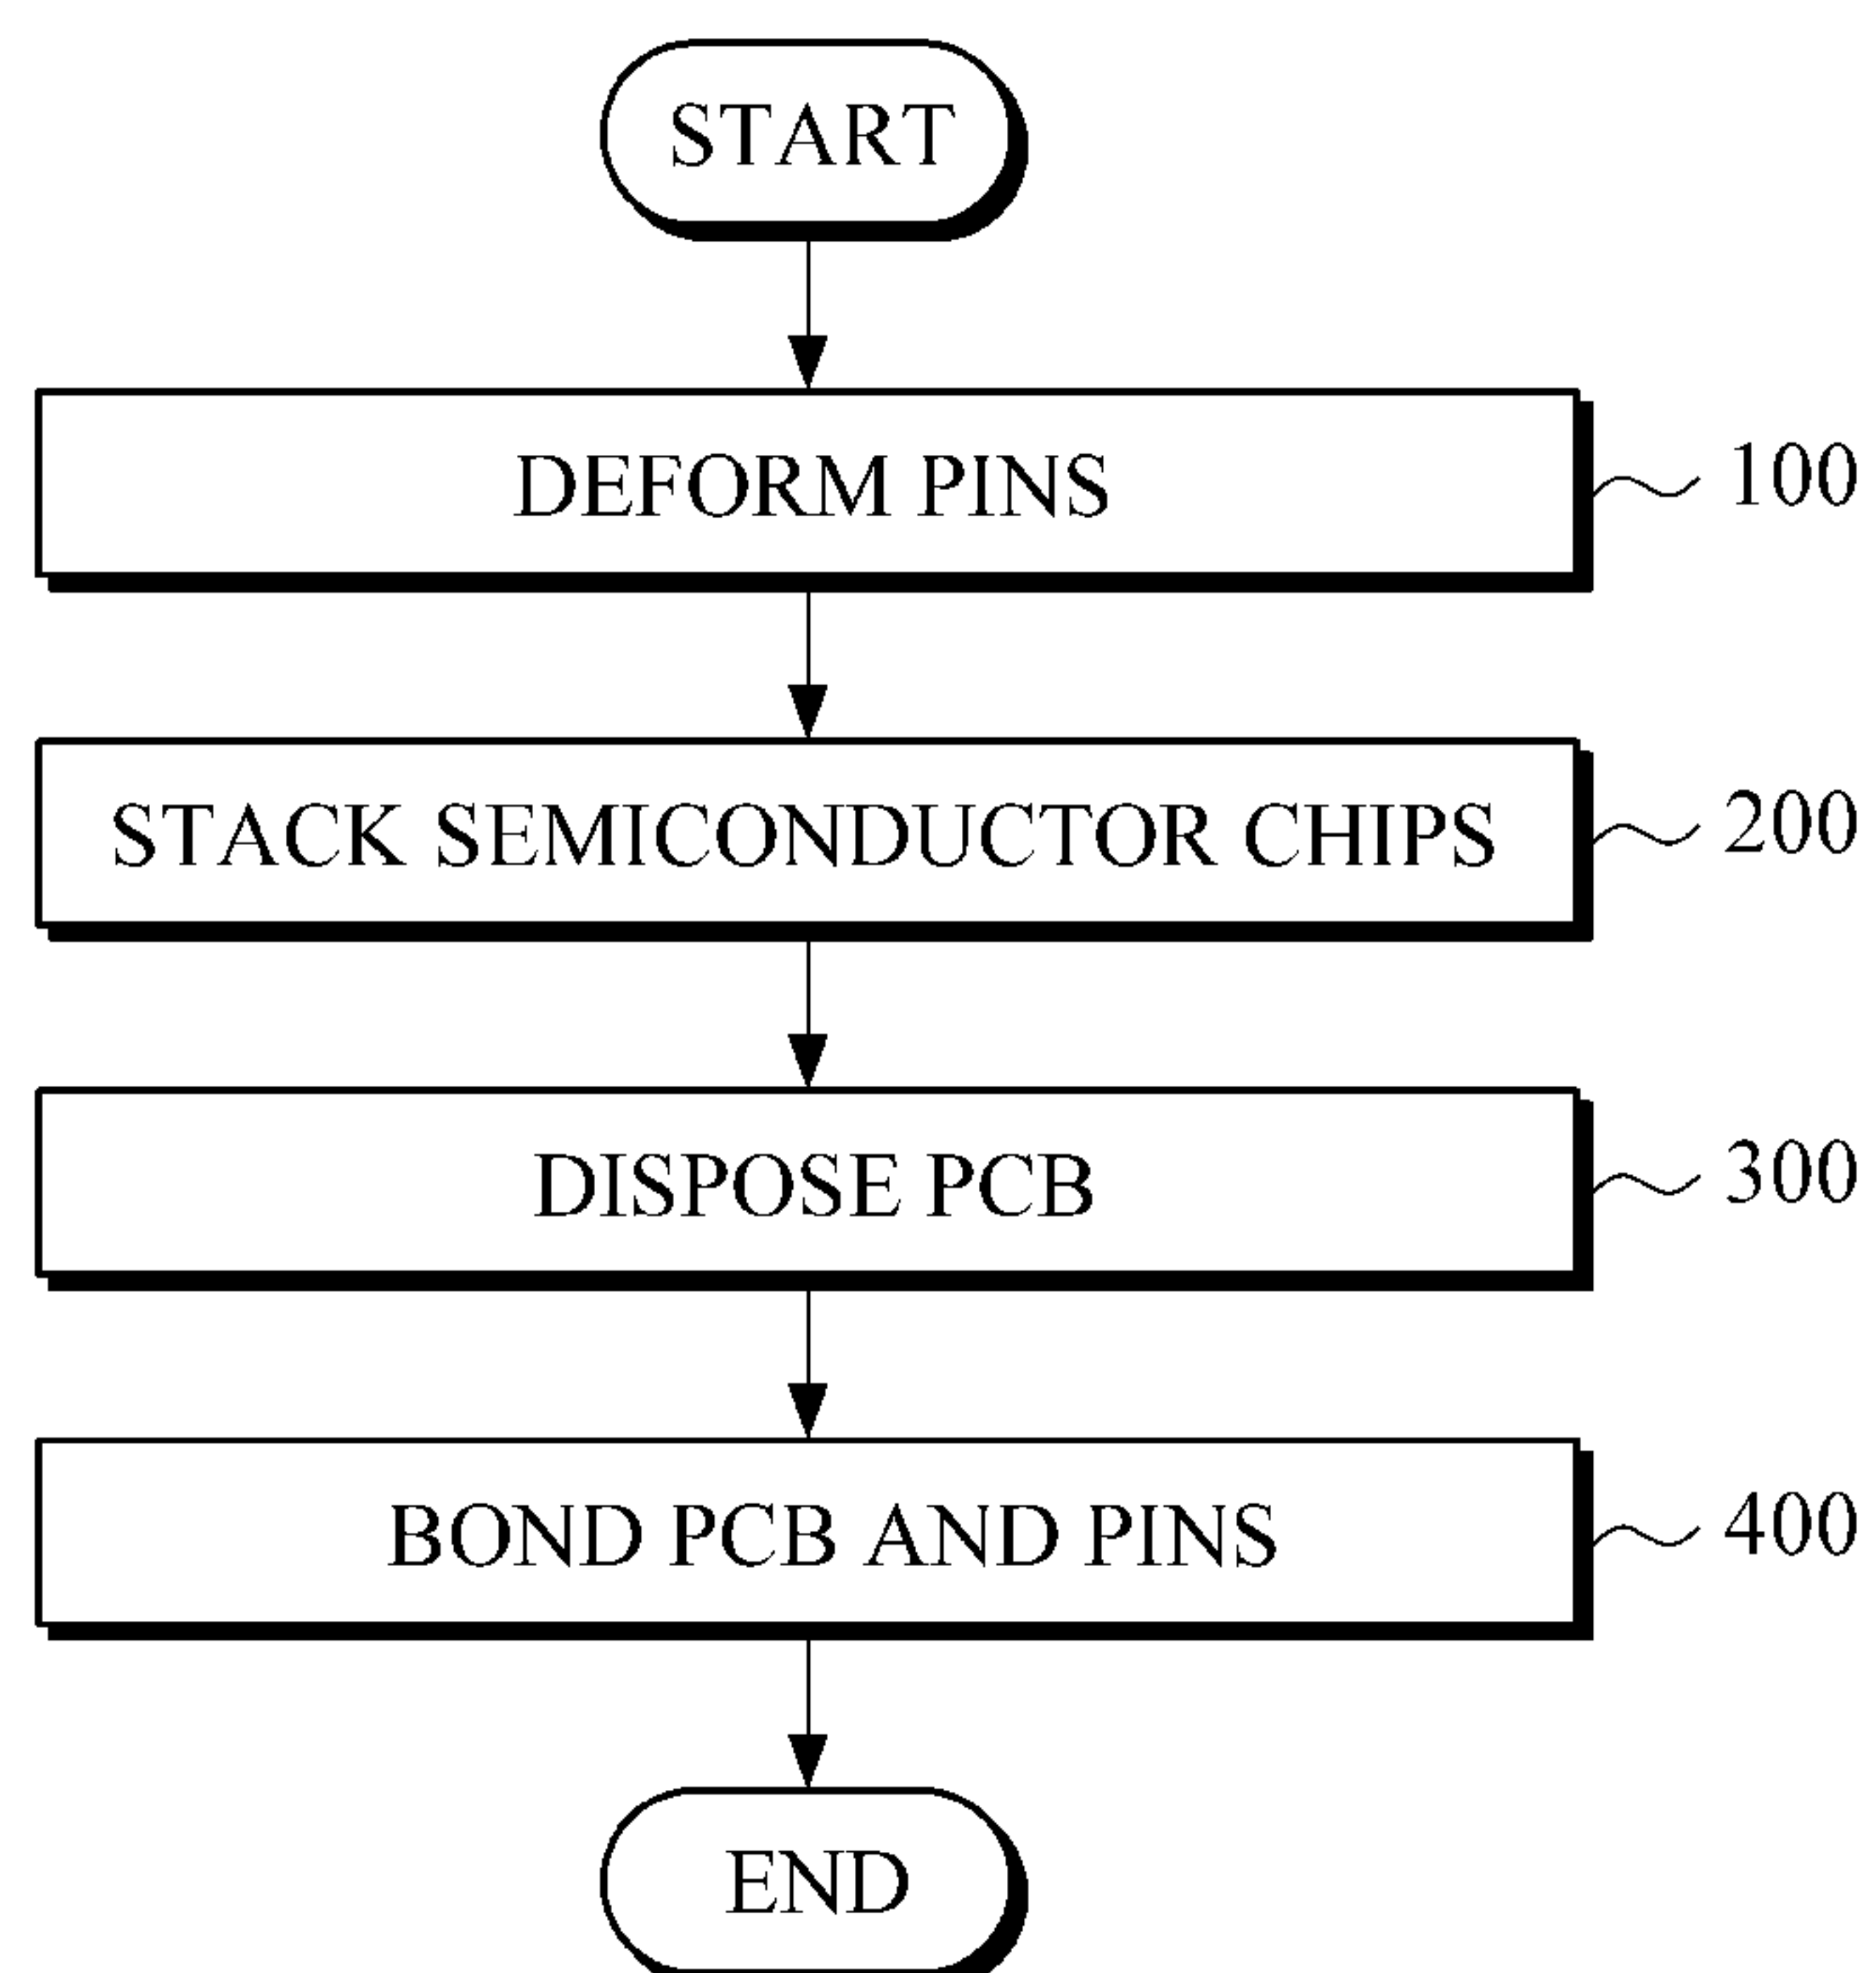 START
DEFORM PINS
100
STACK SEMICONDUCTOR CHIPS
200
DISPOSE PCB
300
BOND PCB AND PINS
400
END